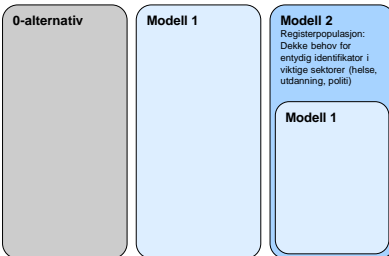 0-alternativ
Modell 1
Modell 2
Registerpopulasjon:
Dekke behov for
entydig identifikator i
viktige sektorer (helse,
utdanning, politi)
Modell 1